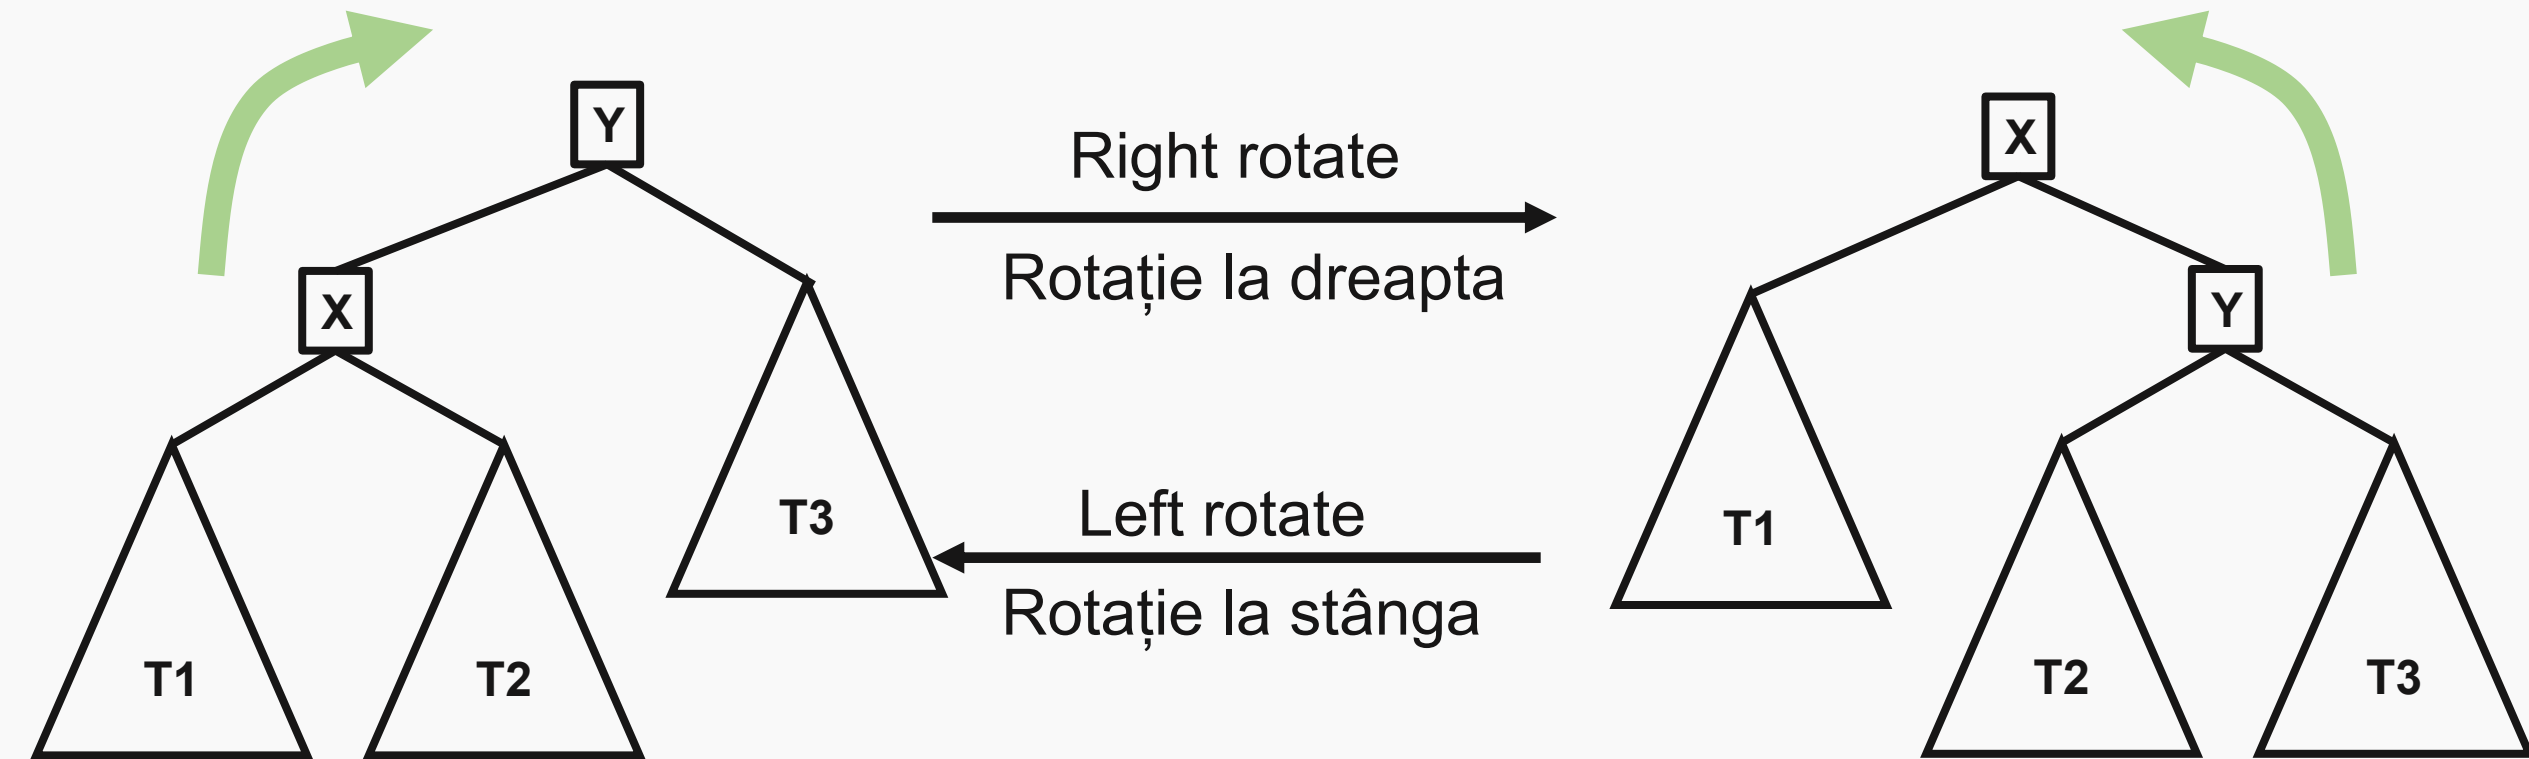 Y
X
T1
T2
T3
Right rotate
Rotație la dreapta
Left rotate
Rotație la stânga
X
Y
T1
T2
T3